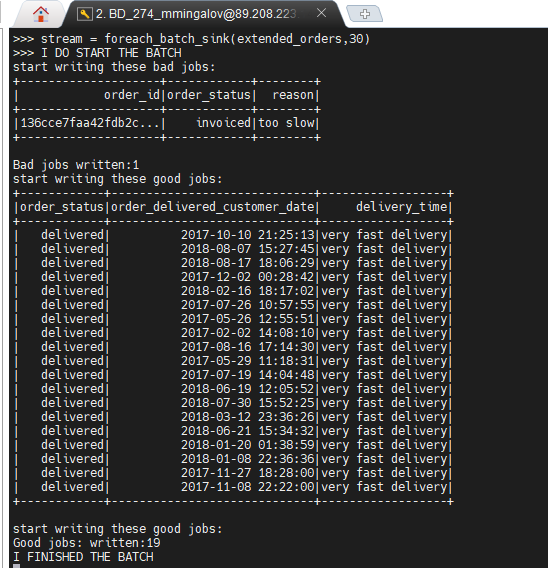 2. BD_274_mmingalov@89.208.223
>>> stream = foreach_batch_sink(extended_orders,30)
>>> I DO START THE BATCH
start writing these bad jobs:
+--------------------+------------+--------+
|            order_id|order_status|  reason|
+--------------------+------------+--------+
|136cce7faa42fdb2c...|    invoiced|too slow|
+--------------------+------------+--------+
Bad jobs written:1
start writing these good jobs:
+------------+-----------------------------+------------------+
|order_status|order_delivered_customer_date|     delivery_time|
+------------+-----------------------------+------------------+
|   delivered|          2017-10-10 21:25:13|very fast delivery|
|   delivered|          2018-08-07 15:27:45|very fast delivery|
|   delivered|          2018-08-17 18:06:29|very fast delivery|
|   delivered|          2017-12-02 00:28:42|very fast delivery|
|   delivered|          2018-02-16 18:17:02|very fast delivery|
|   delivered|          2017-07-26 10:57:55|very fast delivery|
|   delivered|          2017-05-26 12:55:51|very fast delivery|
|   delivered|          2017-02-02 14:08:10|very fast delivery|
|   delivered|          2017-08-16 17:14:30|very fast delivery|
|   delivered|          2017-05-29 11:18:31|very fast delivery|
|   delivered|          2017-07-19 14:04:48|very fast delivery|
|   delivered|          2018-06-19 12:05:52|very fast delivery|
|   delivered|          2018-07-30 15:52:25|very fast delivery|
|   delivered|          2018-03-12 23:36:26|very fast delivery|
|   delivered|          2018-06-21 15:34:32|very fast delivery|
|   delivered|          2018-01-20 01:38:59|very fast delivery|
|   delivered|          2018-01-08 22:36:36|very fast delivery|
|   delivered|          2017-11-27 18:28:00|very fast delivery|
|   delivered|          2017-11-08 22:22:00|very fast delivery|
+------------+-----------------------------+------------------+
start writing these good jobs:
Good jobs: written:19
I FINISHED THE BATCH